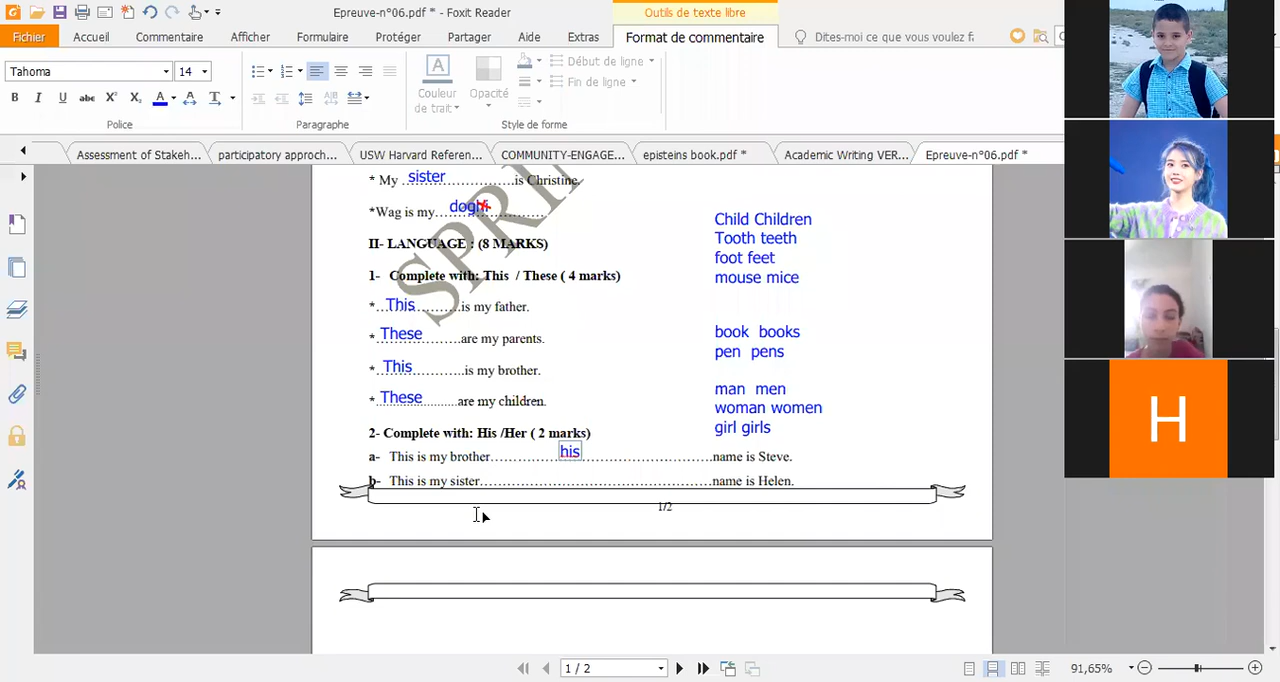 Epreuve-n°06.pdf * - Foxit Reader
Outils de texte libre
Fichier Accueil Commentaire Afficher Formulaire Protéger Partager Aide Extras Format de commentaire Dites-moi ce que vous voulez fa
Tahoma 14
Couleur de trait Opacité
Début de ligne
Fin de ligne
Police Paragraphe Style de forme
Assessment of Stakeh... participatory approch... USW Harvard Referen... COMMUNITY-ENGAGE... episteins book.pdf * Academic Writing VER... Epreuve-n°06.pdf *
* My sister is Christine.
*Wag is my
II- LANGUAGE : (8 MARKS)
1- Complete with: This / These ( 4 marks)
* This is my father.
* These are my parents.
* This is my brother.
* These are my children.
2- Complete with: His /Her ( 2 marks)
a- This is my brother his name is Steve.
b- This is my sister name is Helen.
1/2
Child Children
Tooth teeth
foot feet
mouse mice
book books
pen pens
man men
woman women
girl girls
SPRI
H
1 / 2
91,65%